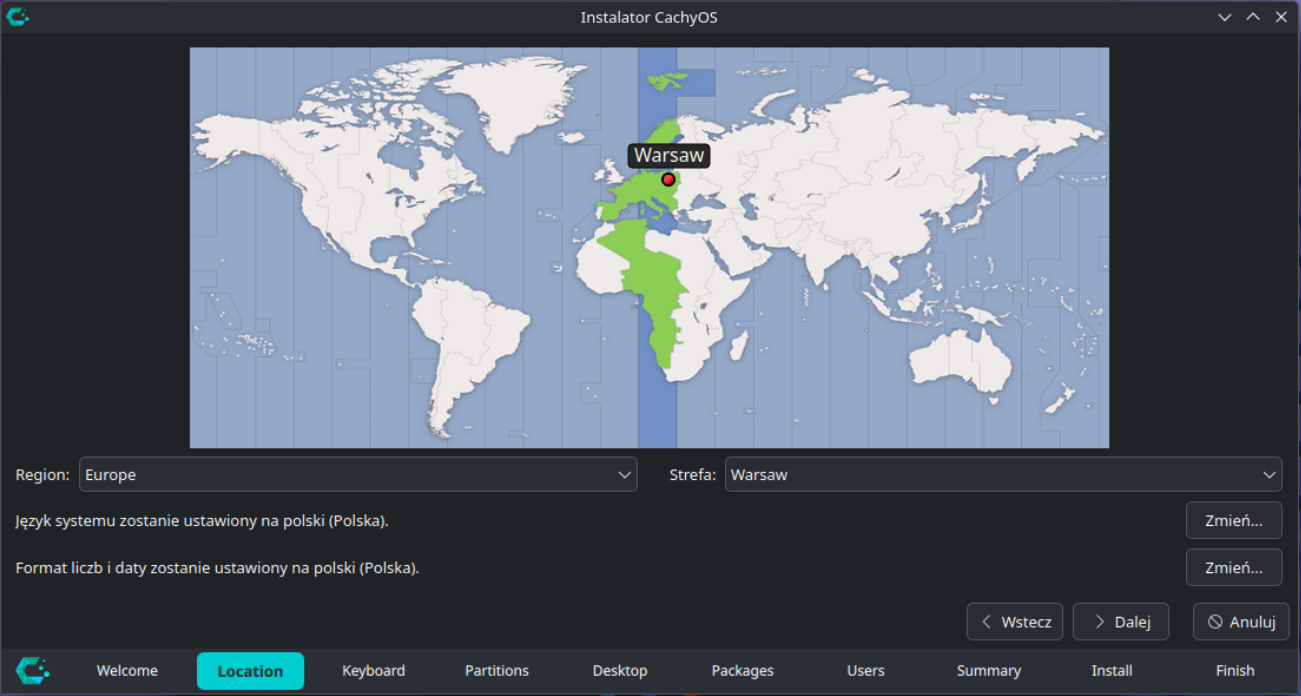 Instalator CachyOS
Warsaw
Region: Europe Strefa: Warsaw
Język systemu zostanie ustawiony na polski (Polska). Zmień...
Format liczb i daty zostanie ustawiony na polski (Polska). Zmień...
Wstecz Dalej Anuluj
Welcome Location Keyboard Partitions Desktop Packages Users Summary Install Finish